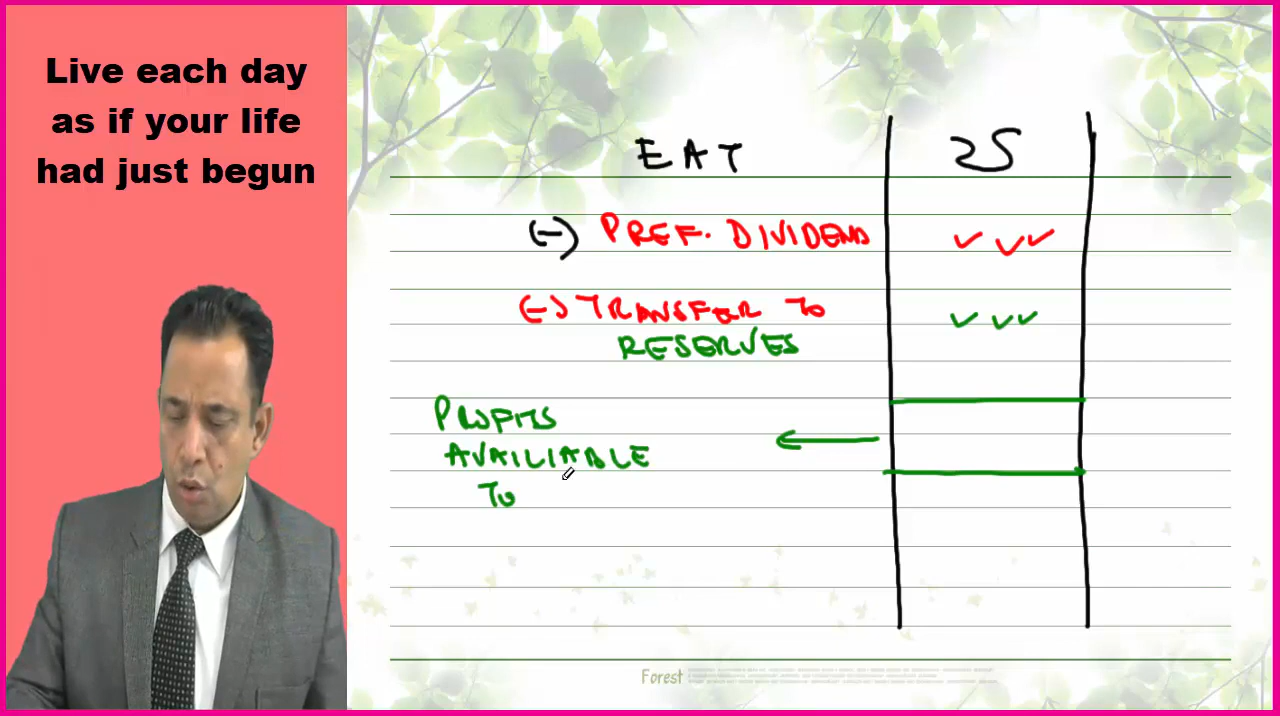 Live each day
as if your life
had just begun
EAT 25
(-) PREF. DIVIDEND ✓ ✓ ✓
(-) TRANSFER TO ✓ ✓ ✓
RESERVES
PROFITS
AVAILIABLE
To
Forest